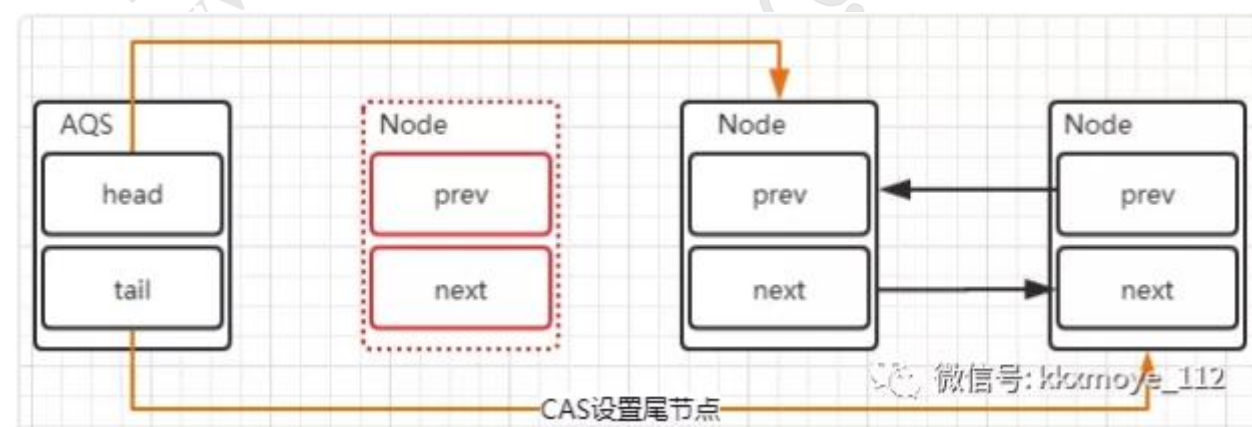 AQS
Node
Node
Node
head
prev
prev
prev
tail
next
next
next
微信号: kkxmoye_112
CAS设置尾节点